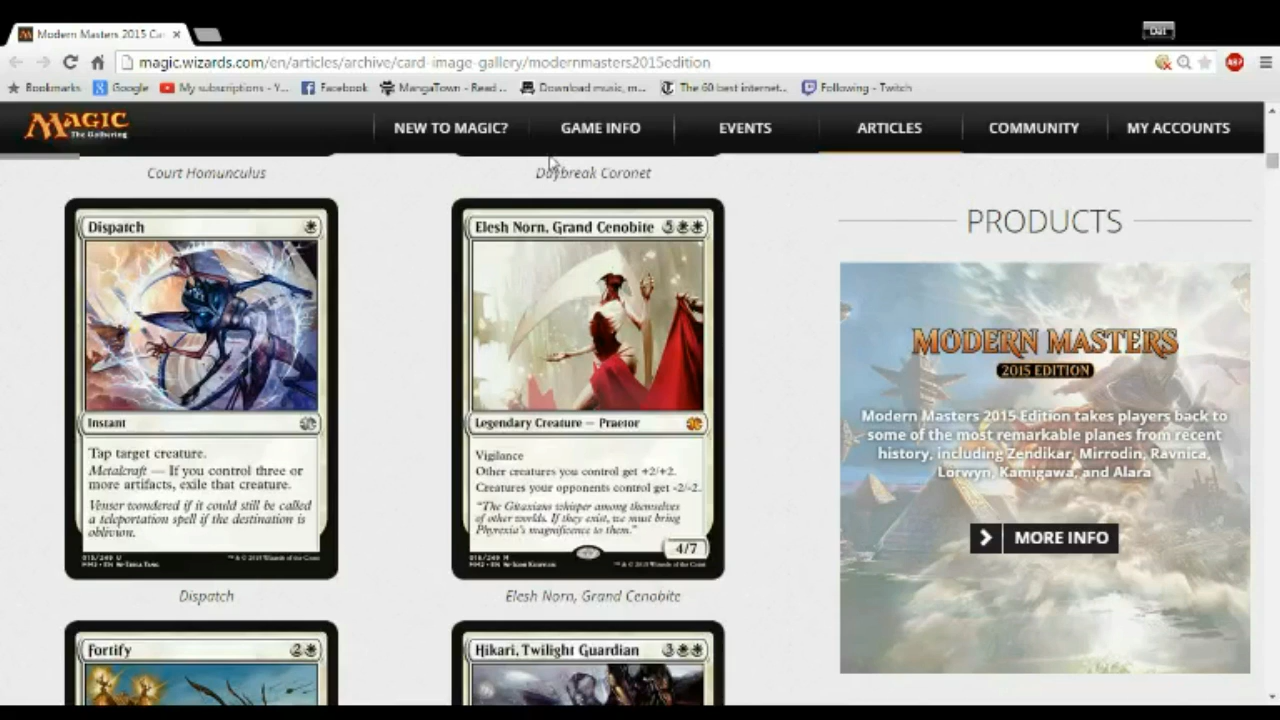 Modern Masters 2015 Ca
Dat
magic.wizards.com/en/articles/archive/card-image-gallery/modernmasters2015edition
ABP
Bookmarks Google My subscriptions - Y... Facebook MangaTown - Read ... Download music, m... The 60 best internet... Following - Twitch
MAGIC
The Gathering
NEW TO MAGIC? GAME INFO EVENTS ARTICLES COMMUNITY MY ACCOUNTS
Court Homunculus
Daybreak Coronet
Dispatch
Instant
Tap target creature.
Metalcraft — If you control three or
more artifacts, exile that creature.
Venser wondered if it could still be called
a teleportation spell if the destination is
oblivion.
Dispatch
Elesh Norn, Grand Cenobite 5
Legendary Creature — Praetor
Vigilance
Other creatures you control get +2/+2.
Creatures your opponents control get -2/-2.
"The Gitaxians whisper among themselves
of other worlds. If they exist, we must bring
Phyrexia's magnificence to them."
4/7
Elesh Norn, Grand Cenobite
Fortify 2
Hikari, Twilight Guardian 3
PRODUCTS
MODERN MASTERS
2015 EDITION
Modern Masters 2015 Edition takes players back to
some of the most remarkable planes from recent
history, including Zendikar, Mirrodin, Ravnica,
Lorwyn, Kamigawa, and Alara
MORE INFO